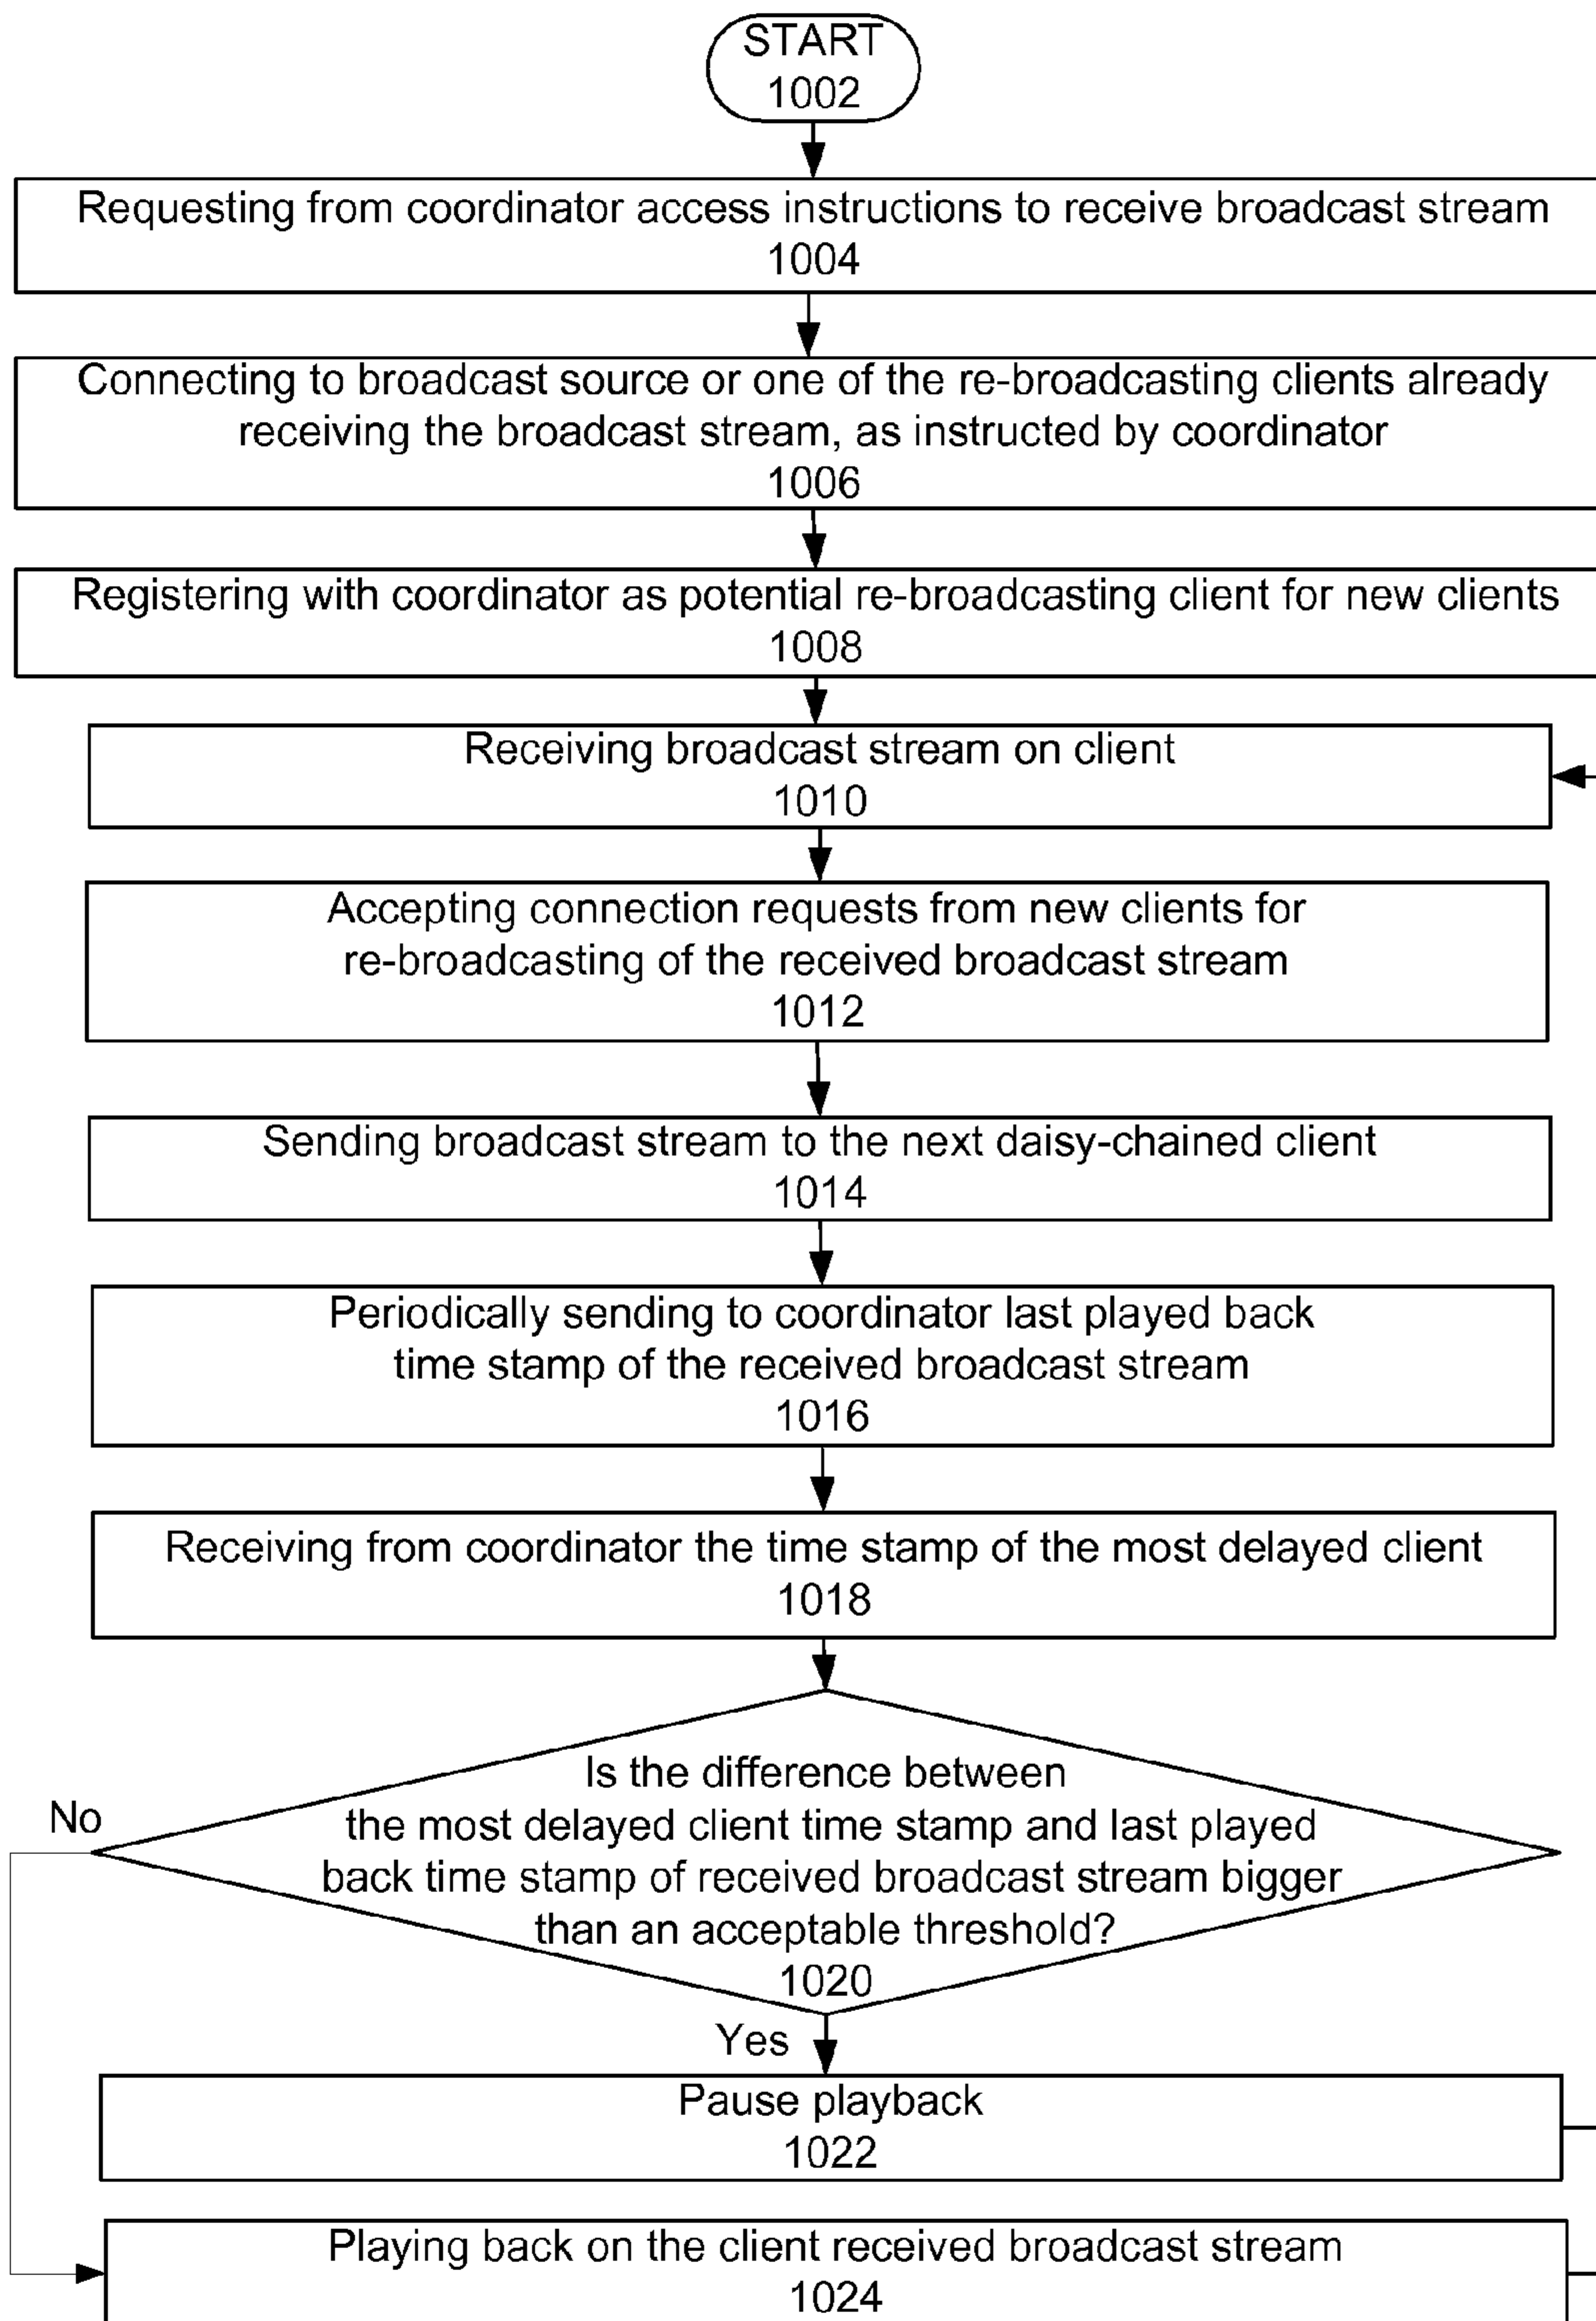 START
1002
Requesting from coordinator access instructions to receive broadcast stream
1004
Connecting to broadcast source or one of the re-broadcasting clients already
receiving the broadcast stream, as instructed by coordinator
1006
Registering with coordinator as potential re-broadcasting client for new clients
1008
Receiving broadcast stream on client
1010
Accepting connection requests from new clients for
re-broadcasting of the received broadcast stream
1012
Sending broadcast stream to the next daisy-chained client
1014
Periodically sending to coordinator last played back
time stamp of the received broadcast stream
1016
Receiving from coordinator the time stamp of the most delayed client
1018
Is the difference between
the most delayed client time stamp and last played
back time stamp of received broadcast stream bigger
than an acceptable threshold?
1020
No
Yes
Pause playback
1022
Playing back on the client received broadcast stream
1024